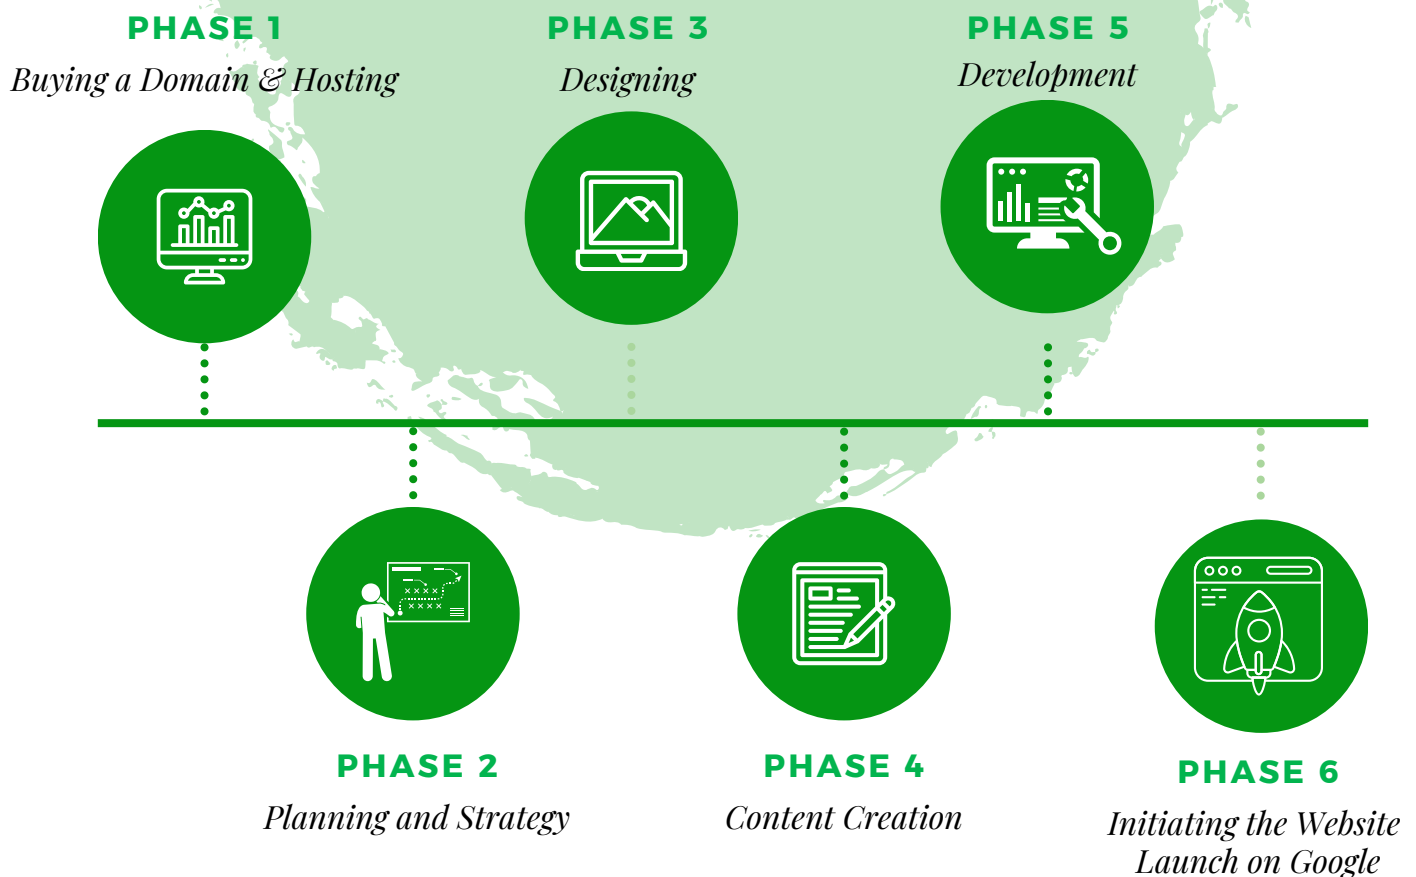 PHASE 1
Buying a Domain & Hosting
PHASE 3
Designing
PHASE 5
Development
PHASE 2
Planning and Strategy
PHASE 4
Content Creation
PHASE 6
Initiating the Website
Launch on Google